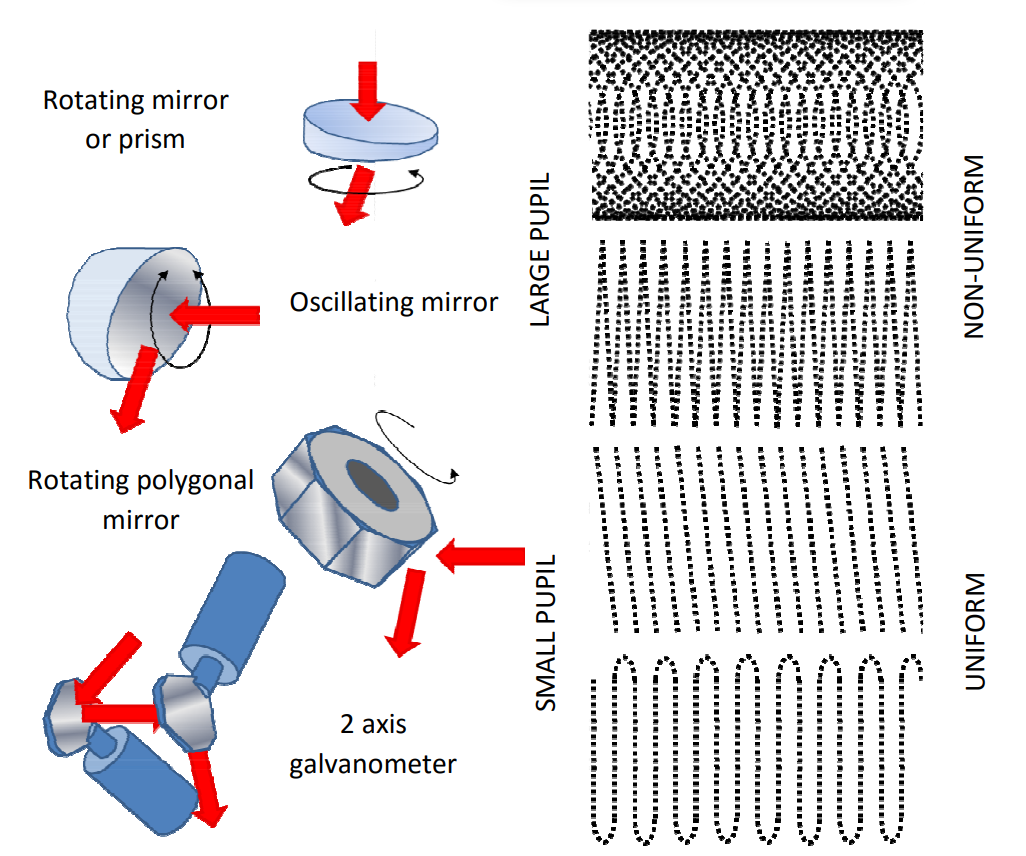 Rotating mirror
or prism
Oscillating mirror
Rotating polygonal
mirror
2 axis
galvanometer
LARGE PUPIL
SMALL PUPIL
NON-UNIFORM
UNIFORM